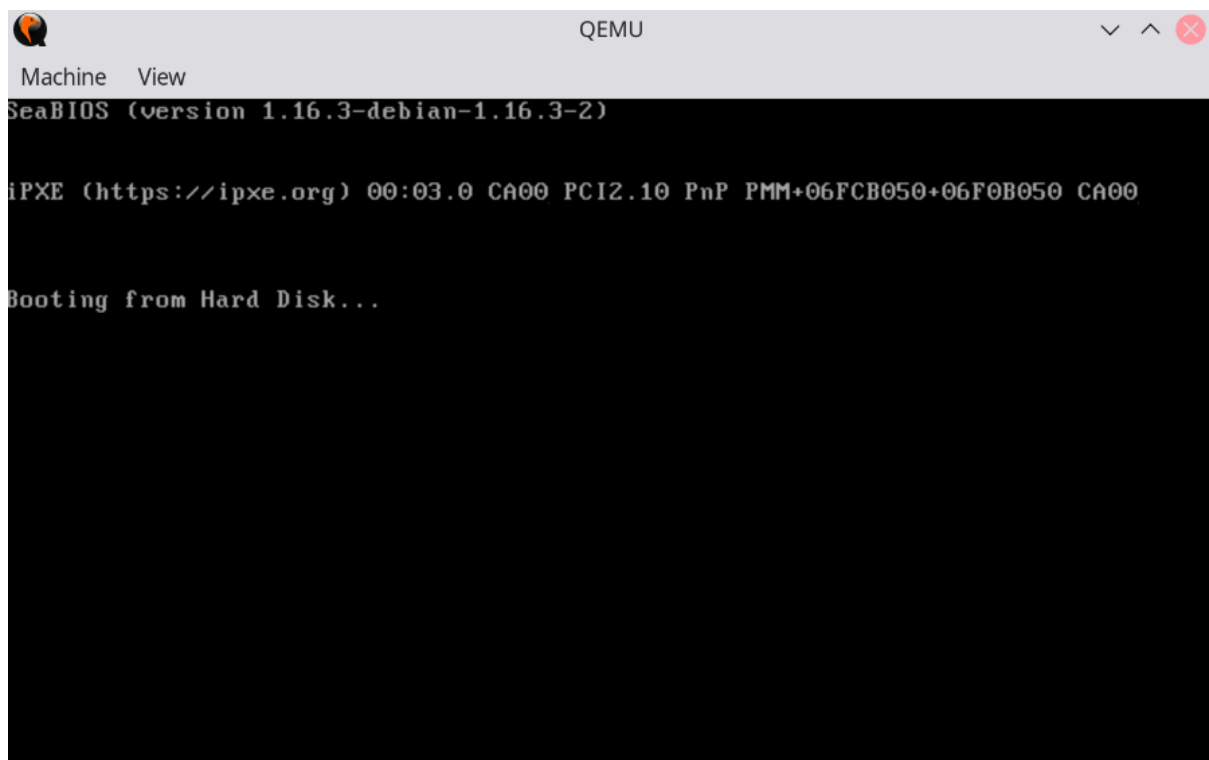 QEMU
Machine View
SeaBIOS (version 1.16.3-debian-1.16.3-2)
iPXE (https://ipxe.org) 00:03.0 CA00 PCI2.10 PnP PMM+06FCB050+06F0B050 CA00
Booting from Hard Disk...